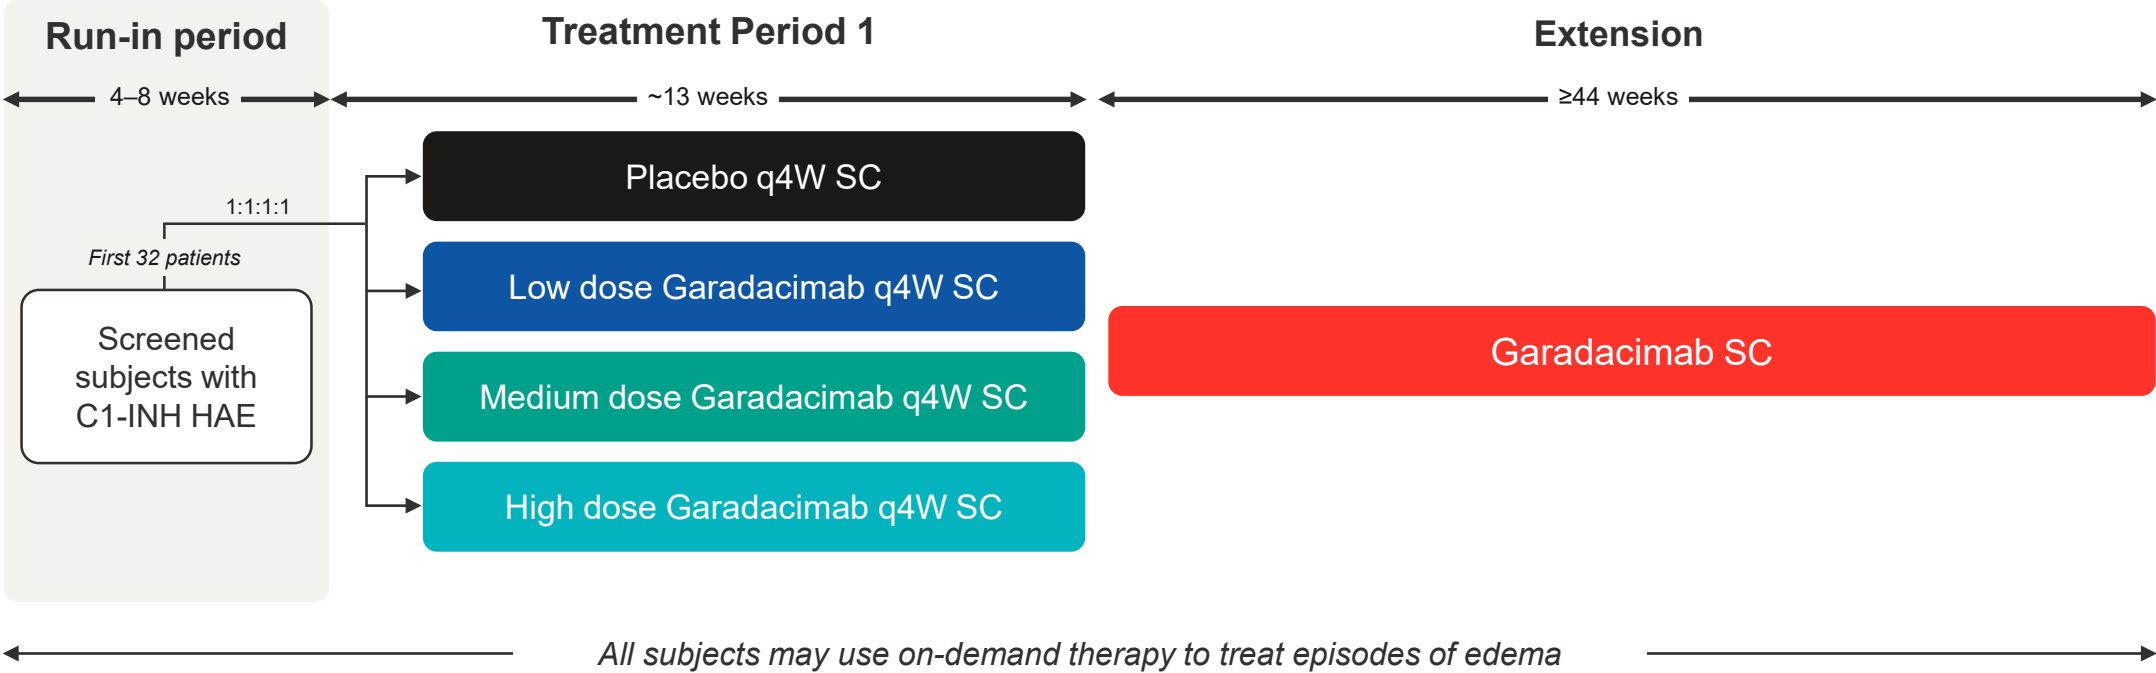 Run-in period
Treatment Period 1
Extension
4–8 weeks
~13 weeks
≥44 weeks
Placebo q4W SC
1:1:1:1
First 32 patients
Low dose Garadacimab q4W SC
Screened
subjects with
C1-INH HAE
Garadacimab SC
Medium dose Garadacimab q4W SC
High dose Garadacimab q4W SC
All subjects may use on-demand therapy to treat episodes of edema